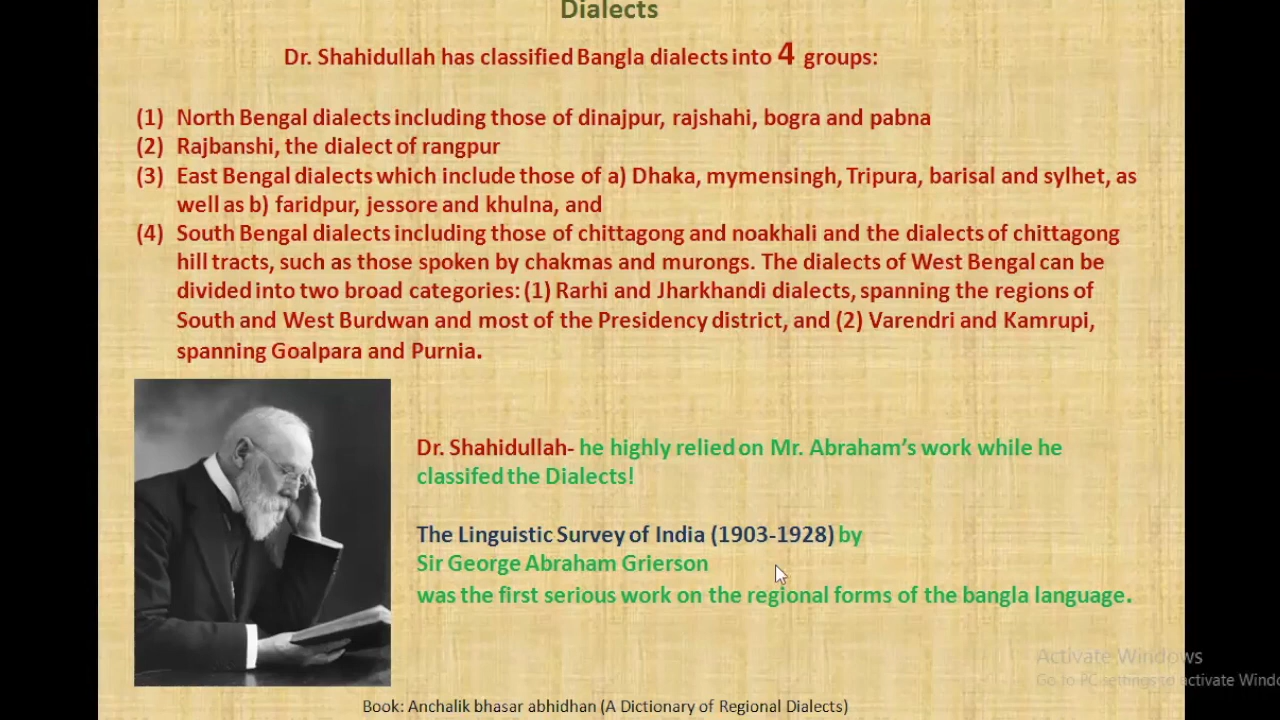 Dialects
Dr. Shahidullah has classified Bangla dialects into 4 groups:
(1) North Bengal dialects including those of dinajpur, rajshahi, bogra and pabna
(2) Rajbanshi, the dialect of rangpur
(3) East Bengal dialects which include those of a) Dhaka, mymensingh, Tripura, barisal and sylhet, as
well as b) faridpur, jessore and khulna, and
(4) South Bengal dialects including those of chittagong and noakhali and the dialects of chittagong
hill tracts, such as those spoken by chakmas and murongs. The dialects of West Bengal can be
divided into two broad categories: (1) Rarhi and Jharkhandi dialects, spanning the regions of
South and West Burdwan and most of the Presidency district, and (2) Varendri and Kamrupi,
spanning Goalpara and Purnia.
Dr. Shahidullah- he highly relied on Mr. Abraham's work while he
classifed the Dialects!
The Linguistic Survey of India (1903-1928) by
Sir George Abraham Grierson
was the first serious work on the regional forms of the bangla language.
Activate Windows
Go to PC settings to activate Windo
Book: Anchalik bhasar abhidhan (A Dictionary of Regional Dialects)